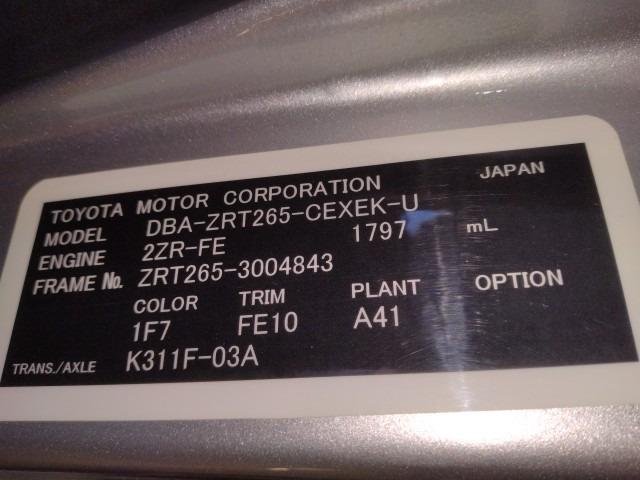 TOYOTA MOTOR CORPORATION JAPAN
MODEL DBA-ZRT265-CEXEK-U
ENGINE 2ZR-FE 1797 mL
FRAME No. ZRT265-3004843
COLOR TRIM PLANT OPTION
1F7 FE10 A41
TRANS./AXLE K311F-03A